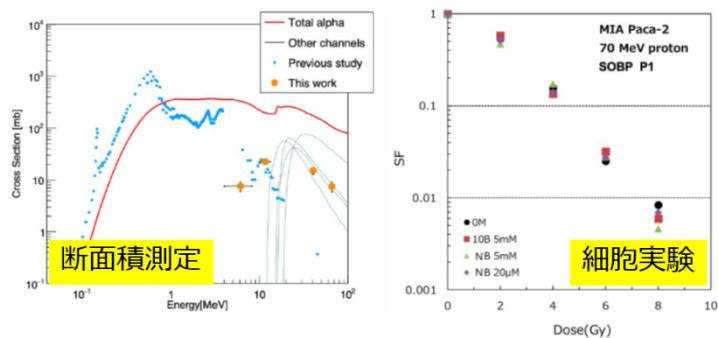 Total alpha
Other channels
Previous study
This work
Cross Section [mb]
10³
10²
10
1
10⁻¹
10⁻¹
1
10
10²
Energy[MeV]
断面積測定
MIA Paca-2
70 MeV proton
SOBP P1
SF
1
0.1
0.01
0.001
0M
10B 5mM
NB 5mM
NB 20μM
0
2
4
6
8
10
Dose(Gy)
細胞実験